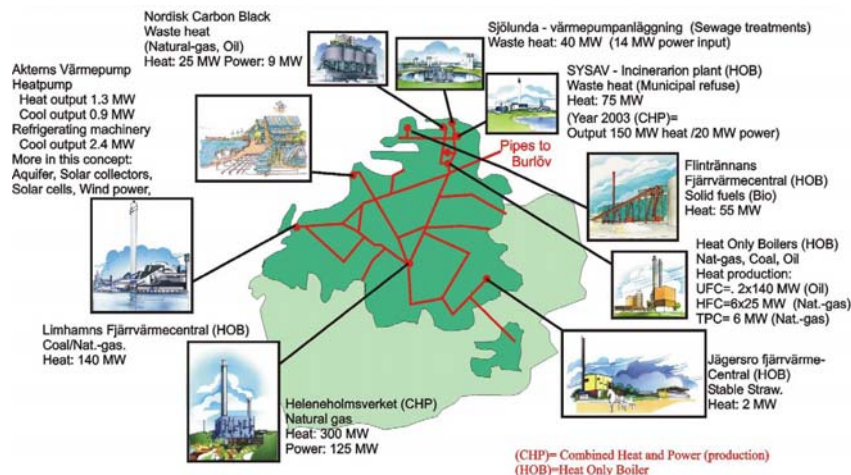 Nordisk Carbon Black
Waste heat
(Natural-gas, Oil)
Heat: 25 MW Power: 9 MW
Sjölunda - värmepumpanläggning (Sewage treatments)
Waste heat: 40 MW (14 MW power input)
SYSAV - Incinerarion plant (HOB)
Waste heat (Municipal refuse)
Heat: 75 MW
(Year 2003 (CHP)=
Output 150 MW heat /20 MW power)
Aktern​s Värmepump
Heatpump
Heat output 1.3 MW
Cool output 0.9 MW
Refrigerating machinery
Cool output 2.4 MW
More in this concept:
Aquifer, Solar collectors,
Solar cells, Wind power,
Pipes to
Burlöv
Flintrännans
Fjärrvärmecentral (HOB)
Solid fuels (Bio)
Heat: 55 MW
Heat Only Boilers (HOB)
Nat-gas, Coal, Oil
Heat production:
UFC=. 2x140 MW (Oil)
HFC=6x25 MW (Nat.-gas)
TPC= 6 MW (Nat.-gas)
Limhamns Fjärrvärmecentral (HOB)
Coal/Nat.-gas.
Heat: 140 MW
Heleneholmsverket (CHP)
Natural gas
Heat: 300 MW
Power: 125 MW
Jägersro fjärrvärme-
Central (HOB)
Stable Straw.
Heat: 2 MW
(CHP)= Combined Heat and Power (production)
(HOB)=Heat Only Boiler